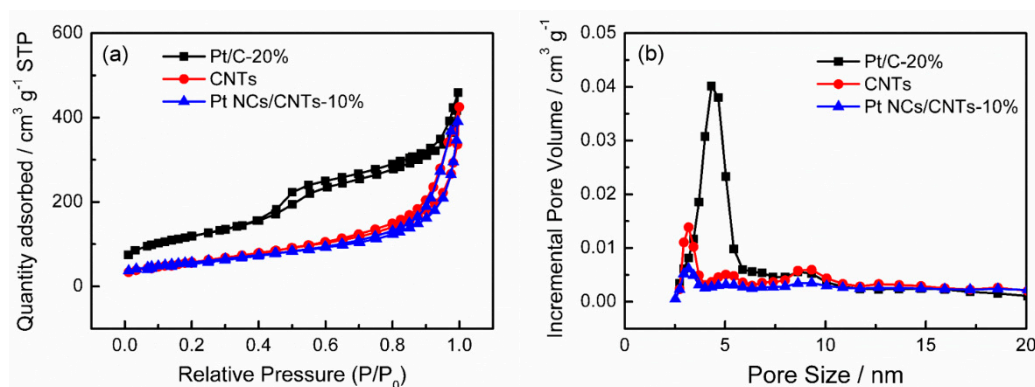 (a)
Pt/C-20%
CNTs
Pt NCs/CNTs-10%
Quantity adsorbed / cm³ g⁻¹ STP
600
400
200
0
0.0 0.2 0.4 0.6 0.8 1.0
Relative Pressure (P/P₀)
(b)
Pt/C-20%
CNTs
Pt NCs/CNTs-10%
Incremental Pore Volume / cm³ g⁻¹
0.05
0.04
0.03
0.02
0.01
0.00
0 5 10 15 20
Pore Size / nm